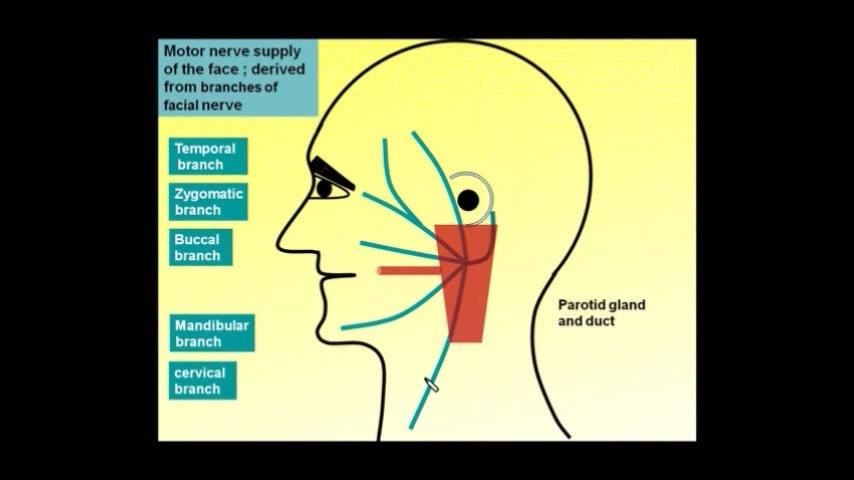 Motor nerve supply
of the face ; derived
from branches of
facial nerve
Temporal
branch
Zygomatic
branch
Buccal
branch
Mandibular
branch
cervical
branch
Parotid gland
and duct